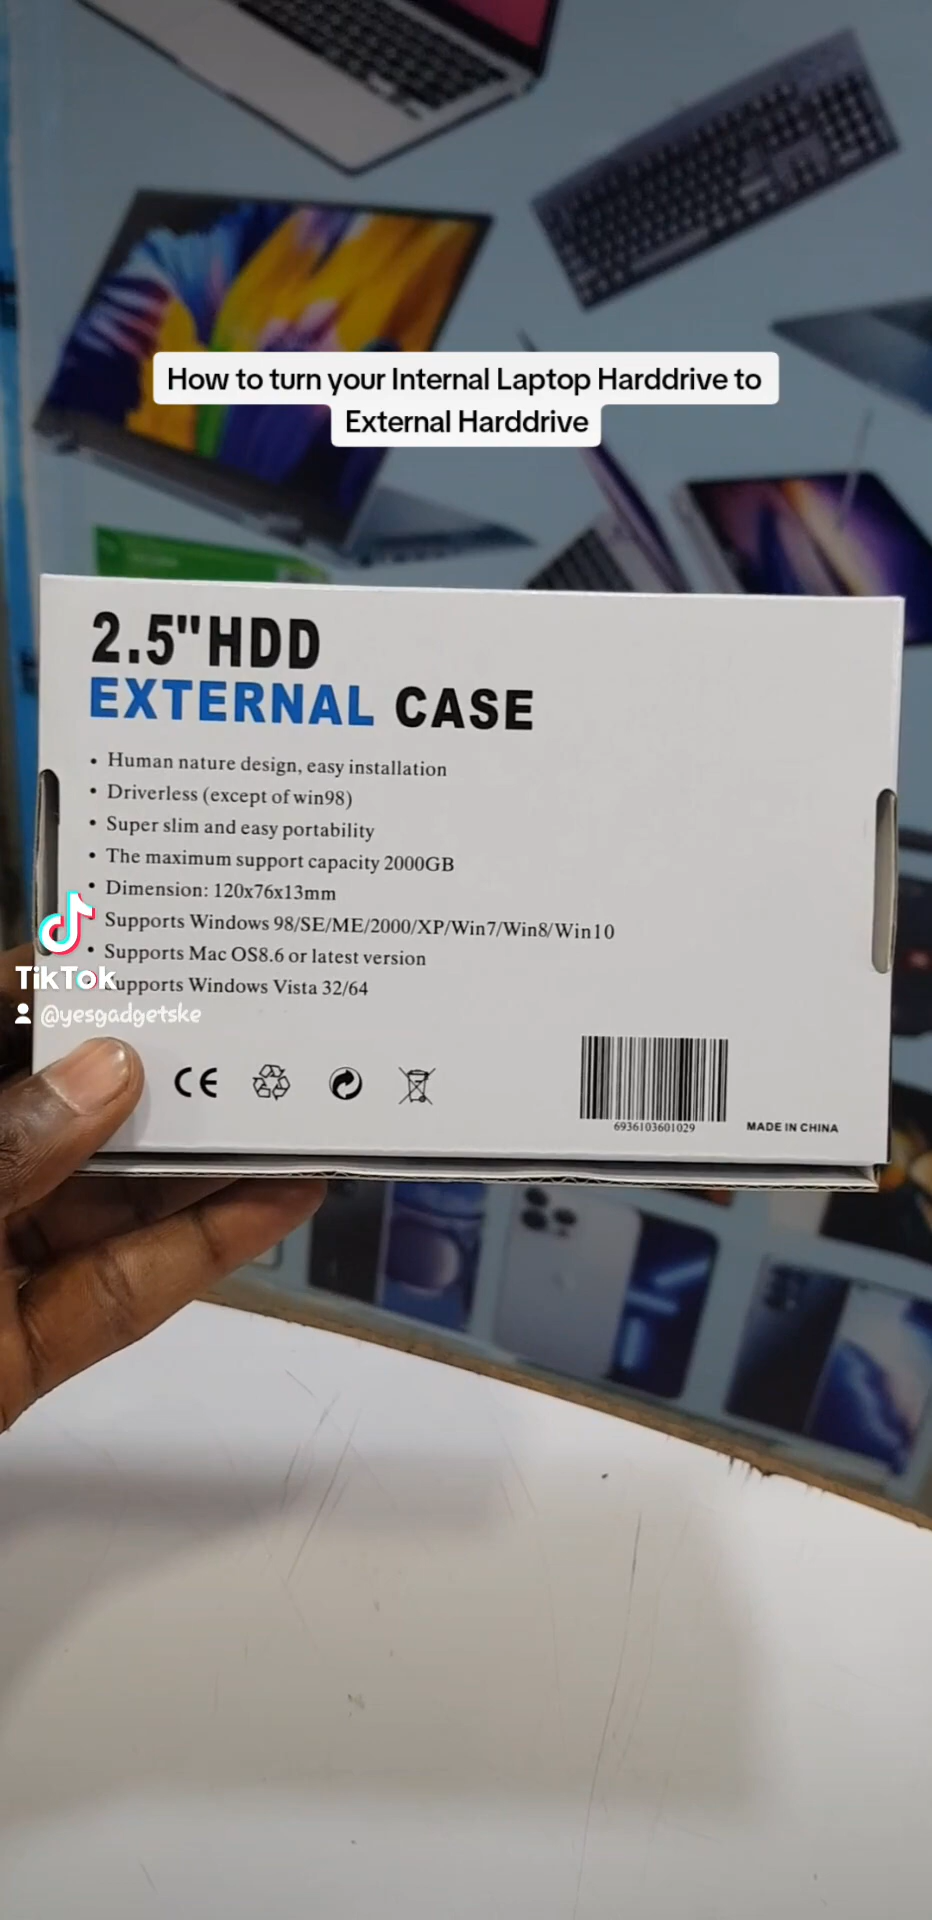 How to turn your Internal Laptop Harddrive to
External Harddrive
2.5"HDD
EXTERNAL CASE
• Human nature design, easy installation
• Driverless (except of win98)
• Super slim and easy portability
• The maximum support capacity 2000GB
• Dimension: 120x76x13mm
Supports Windows 98/SE/ME/2000/XP/Win7/Win8/Win10
• Supports Mac OS8.6 or latest version
Supports Windows Vista 32/64
TikTok
@yesgadgetske
CE
6936103601029
MADE IN CHINA